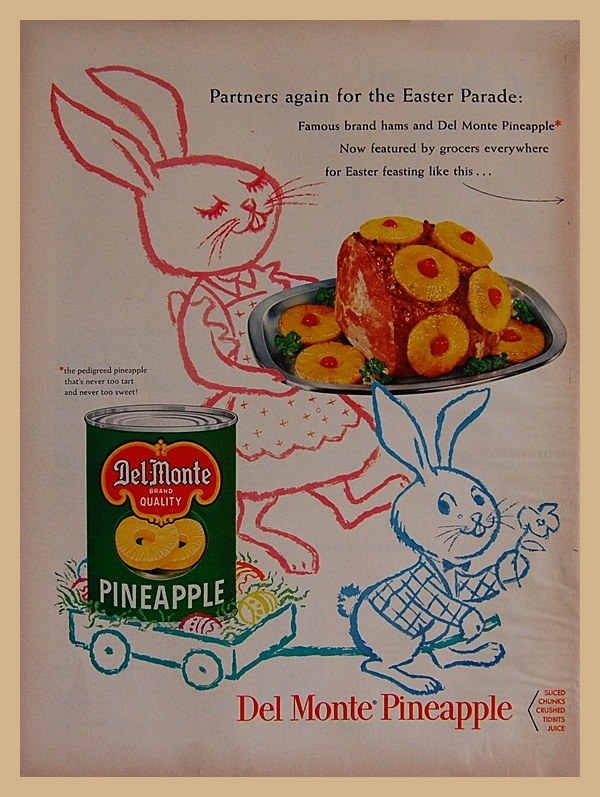 Partners again for the Easter Parade:
Famous brand hams and Del Monte Pineapple*
Now featured by grocers everywhere
for Easter feasting like this...
*the pedigreed pineapple
that's never too tart
and never too sweet!
Del Monte
BRAND
QUALITY
PINEAPPLE
Del Monte® Pineapple
SLICED
CHUNKS
CRUSHED
TIDBITS
JUICE